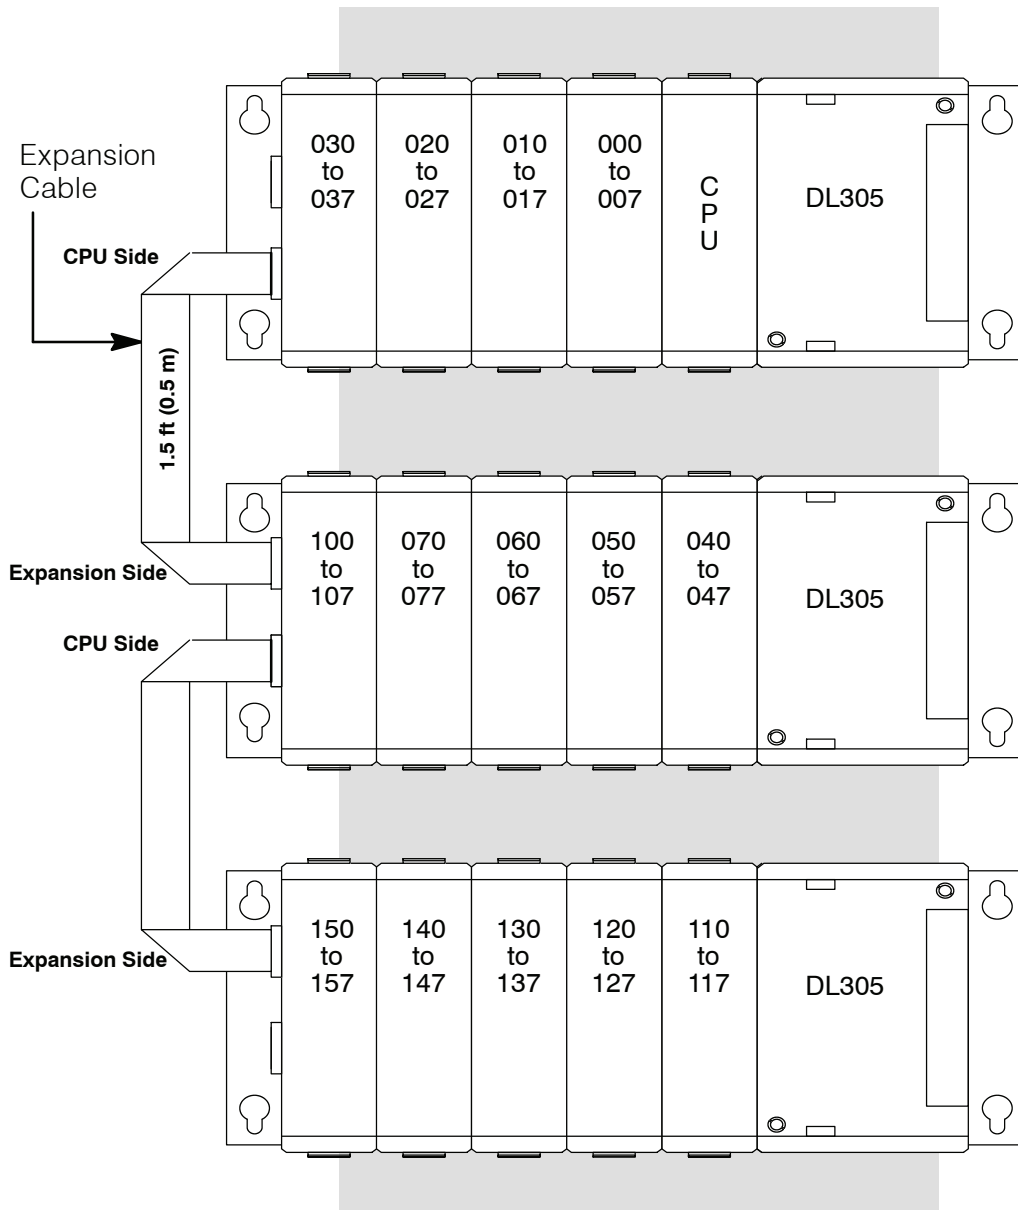 Expansion
Cable
CPU Side
1.5 ft (0.5 m)
Expansion Side
CPU Side
Expansion Side
030
to
037
020
to
027
010
to
017
000
to
007
C
P
U
DL305
100
to
107
070
to
077
060
to
067
050
to
057
040
to
047
DL305
150
to
157
140
to
147
130
to
137
120
to
127
110
to
117
DL305